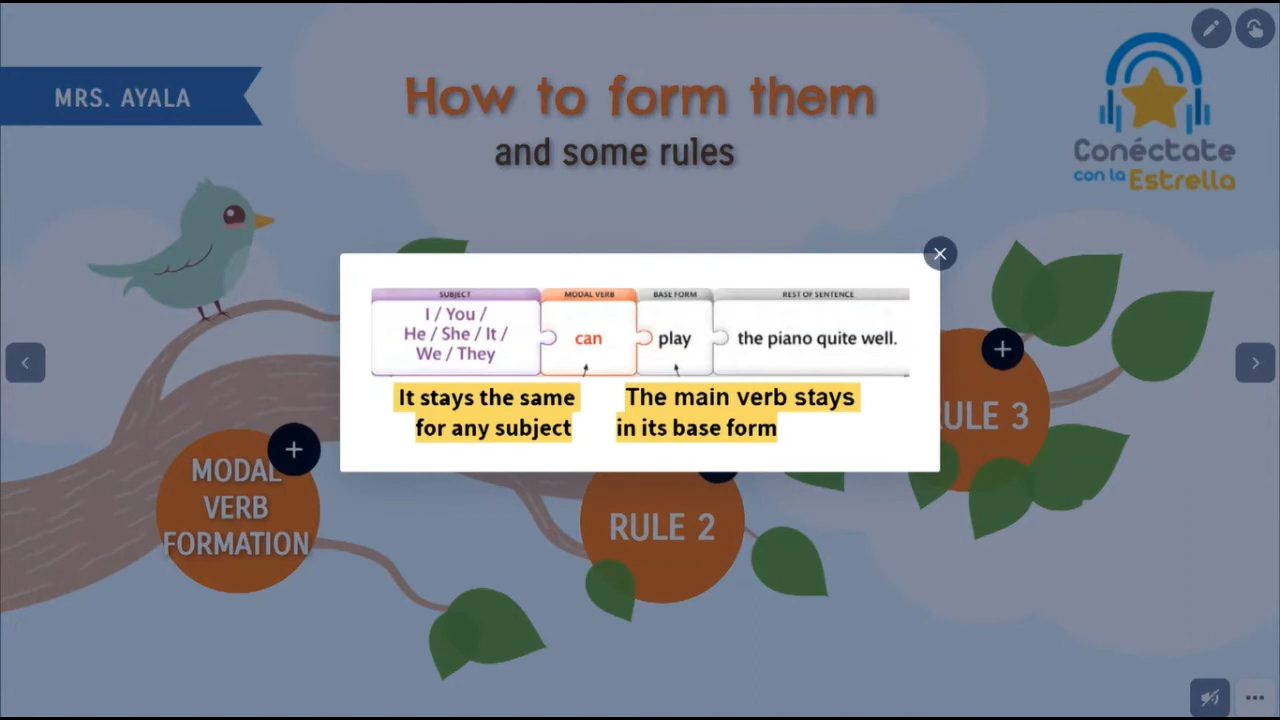 MRS. AYALA
How to form them
and some rules
Conéctate
con la Estrella
SUBJECT
MODAL VERB
BASE FORM
REST OF SENTENCE
I / You /
He / She / It /
We / They
can
play
the piano quite well.
It stays the same
for any subject
The main verb stays
in its base form
MODAL
VERB
FORMATION
RULE 2
ULE 3